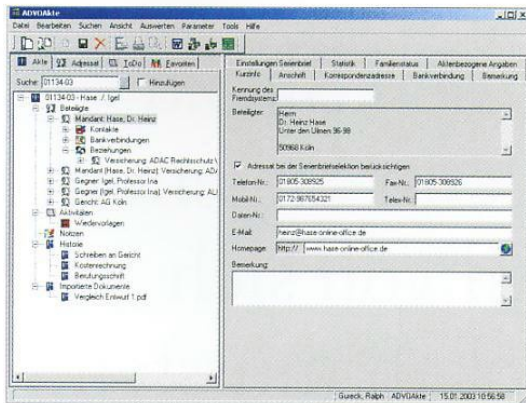 ADVOAkte
Datei Bearbeiten Suchen Ansicht Auswerten Parameter Tools Hilfe
Akte Adressat ToDo Favoriten
Suche: 01134-03 Hinzufügen
01134-03 - Hase ./. Igel
Beteiligte
Mandant: Hase, Dr. Heinz
Kontakte
Bankverbindungen
Beziehungen
Versicherung: ADAC Rechtsschutz
Mandant (Hase, Dr. Heinz) Versicherung: ADA
Gegner: Igel, Professor Ina
Gegner (Igel, Professor Ina) Versicherung: AL
Gericht: AG Köln
Aktivitäten
Wiedervorlagen
Notizen
Historie
Schreiben an Gericht
Kostenrechnung
Berufungsschrift
Importierte Dokumente
Vergleich Entwurf 1.pdf
Einstellungen Serienbrief Statistik Familienstatus Aktenbezogene Angaben
Kurzinfo Anschrift Korrespondenzadresse Bankverbindung Bemerkung
Kennung des
Fremdsystems:
Beteiligter: Herrn
Dr. Heinz Hase
Unter den Ulmen 96-98
50968 Köln
Adressat bei der Serienbriefselektion berücksichtigen
Telefon-Nr.: 01805-308925 Fax-Nr.: 01805-308926
Mobil-Nr.: 0172-987654321 Telex-Nr.:
Daten-Nr.:
E-Mail: heinz@hase-online-office.de
Homepage: http:// www.hase-online-office.de
Bemerkung:
Gureck, Ralph ADVOAkte 15.01.2003 10:56:58